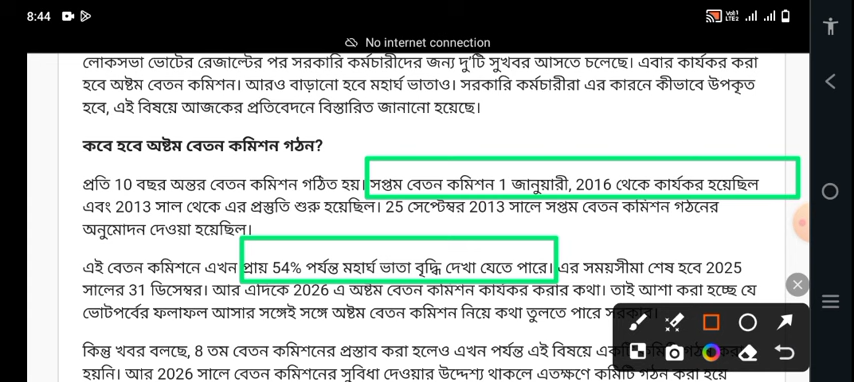 8:44
No internet connection
লোকসভা ভোটের রেজাল্টের পর সরকারি কর্মচারীদের জন্য দু'টি সুখবর আসতে চলেছে। এবার কার্যকর করা
হবে অষ্টম বেতন কমিশন। আরও বাড়ানো হবে মহার্ঘ ভাতাও। সরকারি কর্মচারীরা এর কারনে কীভাবে উপকৃত
হবে, এই বিষয়ে আজকের প্রতিবেদনে বিস্তারিত জানানো হয়েছে।
কবে হবে অষ্টম বেতন কমিশন গঠন?
প্রতি 10 বছর অন্তর বেতন কমিশন গঠিত হয়। সপ্তম বেতন কমিশন 1 জানুয়ারী, 2016 থেকে কার্যকর হয়েছিল
এবং 2013 সাল থেকে এর প্রস্তুতি শুরু হয়েছিল। 25 সেপ্টেম্বর 2013 সালে সপ্তম বেতন কমিশন গঠনের
অনুমোদন দেওয়া হয়েছিল।
এই বেতন কমিশনে এখন প্রায় 54% পর্যন্ত মহার্ঘ ভাতা বৃদ্ধি দেখা যেতে পারে। এর সময়সীমা শেষ হবে 2025
সালের 31 ডিসেম্বর। আর এদিকে 2026 এ অষ্টম বেতন কমিশন কার্যকর করার কথা। তাই আশা করা হচ্ছে যে
ভোটপর্বের ফলাফল আসার সঙ্গেই সঙ্গে অষ্টম বেতন কমিশন নিয়ে কথা তুলতে পারে
কিন্তু খবর বলছে, 8 তম বেতন কমিশনের প্রস্তাব করা হলেও এখন পর্যন্ত এই বিষয়ে
হয়নি। আর 2026 সালে বেতন কমিশনের সুবিধা দেওয়ার উদ্দেশ্য থাকলে এতক্ষণে কমিটি গঠন করা হয়ে